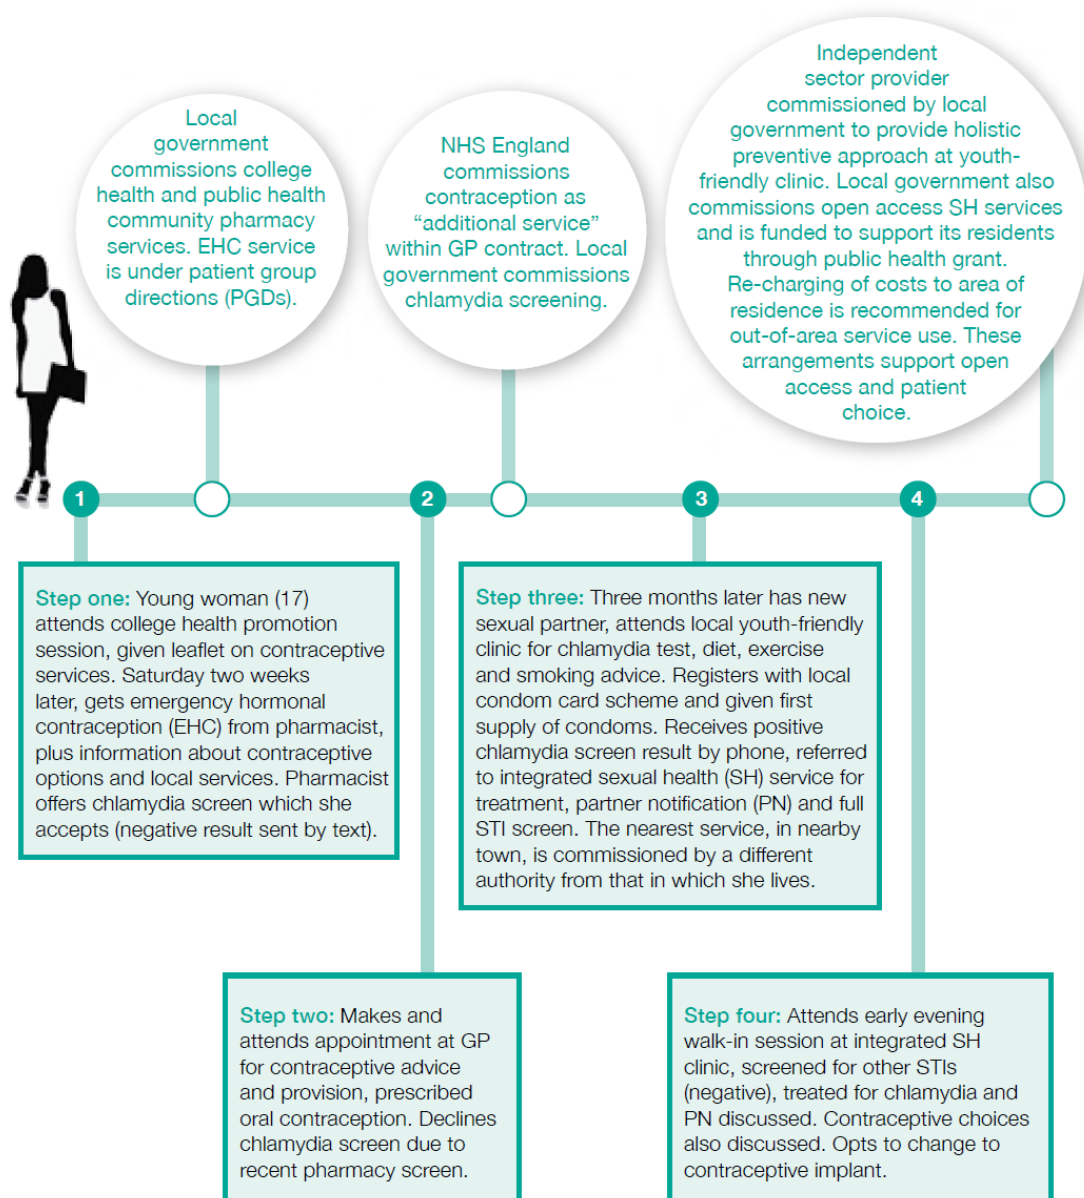 Local
government
commissions college
health and public health
community pharmacy
services. EHC service
is under patient group
directions (PGDs).
NHS England
commissions
contraception as
“additional service”
within GP contract. Local
government commissions
chlamydia screening.
Independent
sector provider
commissioned by local
government to provide holistic
preventive approach at youth-
friendly clinic. Local government also
commissions open access SH services
and is funded to support its residents
through public health grant.
Re-charging of costs to area of
residence is recommended for
out-of-area service use. These
arrangements support open
access and patient
choice.
1
2
3
4
Step one: Young woman (17)
attends college health promotion
session, given leaflet on contraceptive
services. Saturday two weeks
later, gets emergency hormonal
contraception (EHC) from pharmacist,
plus information about contraceptive
options and local services. Pharmacist
offers chlamydia screen which she
accepts (negative result sent by text).
Step three: Three months later has new
sexual partner, attends local youth-friendly
clinic for chlamydia test, diet, exercise
and smoking advice. Registers with local
condom card scheme and given first
supply of condoms. Receives positive
chlamydia screen result by phone, referred
to integrated sexual health (SH) service for
treatment, partner notification (PN) and full
STI screen. The nearest service, in nearby
town, is commissioned by a different
authority from that in which she lives.
Step two: Makes and
attends appointment at GP
for contraceptive advice
and provision, prescribed
oral contraception. Declines
chlamydia screen due to
recent pharmacy screen.
Step four: Attends early evening
walk-in session at integrated SH
clinic, screened for other STIs
(negative), treated for chlamydia and
PN discussed. Contraceptive choices
also discussed. Opts to change to
contraceptive implant.